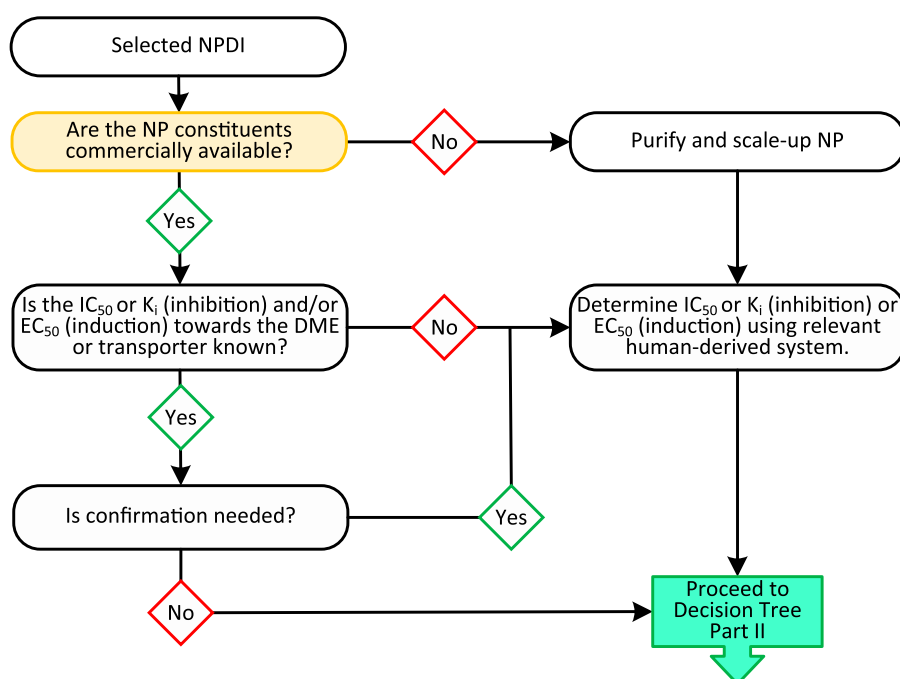 Selected NPDI
Are the NP constituents
commercially available?
No
Purify and scale-up NP
Yes
Is the IC50 or Ki (inhibition) and/or
EC50 (induction) towards the DME
or transporter known?
No
Determine IC50 or Ki (inhibition) or
EC50 (induction) using relevant
human-derived system.
Yes
Is confirmation needed?
Yes
No
Proceed to
Decision Tree
Part II